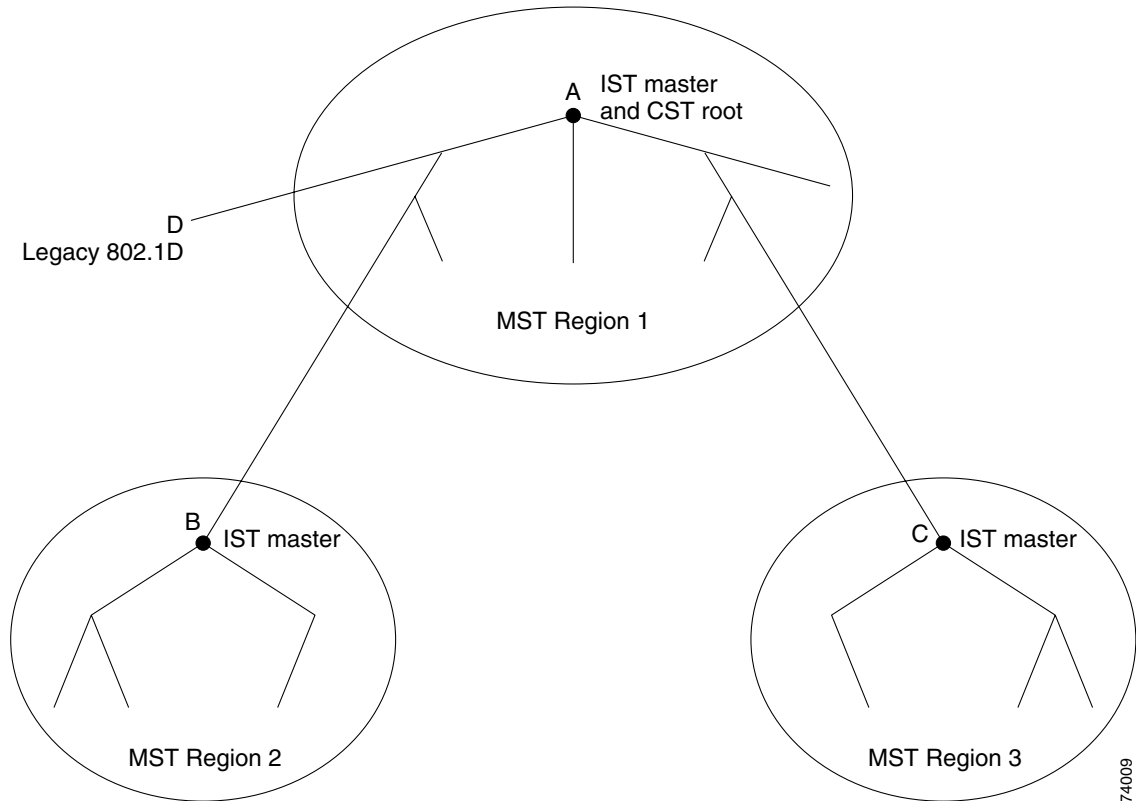 A
IST master
and CST root
D
Legacy 802.1D
MST Region 1
B
IST master
C
IST master
MST Region 2
MST Region 3
74009